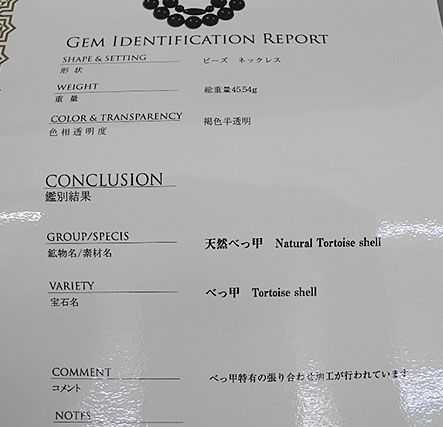 GEM IDENTIFICATION REPORT
SHAPE & SETTING ビーズ ネックレス
形 状
WEIGHT 総重量45.54g
重 量
COLOR & TRANSPARENCY 褐色半透明
色相透明度
CONCLUSION
鑑別結果
GROUP/SPECIS 天然べっ甲 Natural Tortoise shell
鉱物名/素材名
VARIETY べっ甲 Tortoise shell
宝石名
COMMENT べっ甲特有の張り合わせ加工が行われています
コメント
NOTES